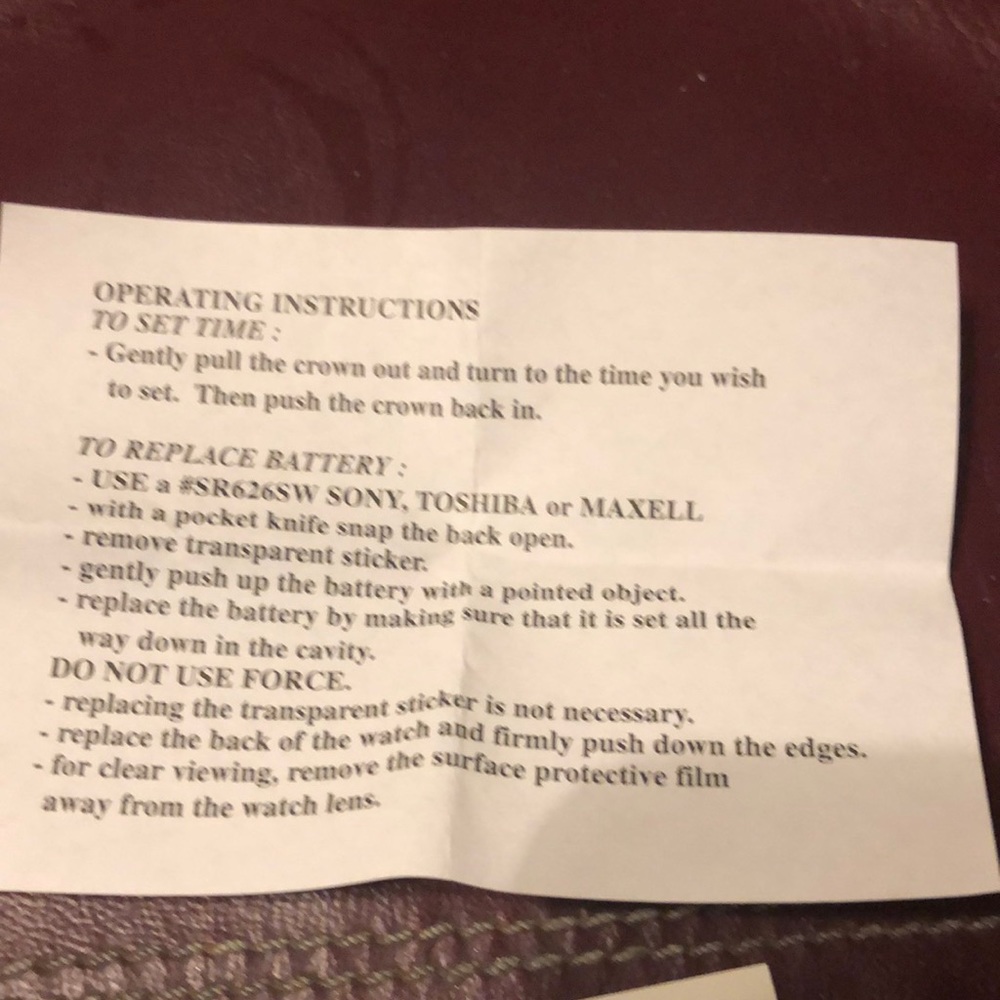 OPERATING INSTRUCTIONS
TO SET TIME :
- Gently pull the crown out and turn to the time you wish
to set. Then push the crown back in.
TO REPLACE BATTERY :
- USE a #SR626SW SONY, TOSHIBA or MAXELL
- with a pocket knife snap the back open.
- remove transparent sticker.
- gently push up the battery with a pointed object.
- replace the battery by making sure that it is set all the
way down in the cavity.
DO NOT USE FORCE.
- replacing the transparent sticker is not necessary.
- replace the back of the watch and firmly push down the edges.
- for clear viewing, remove the surface protective film
away from the watch lens.